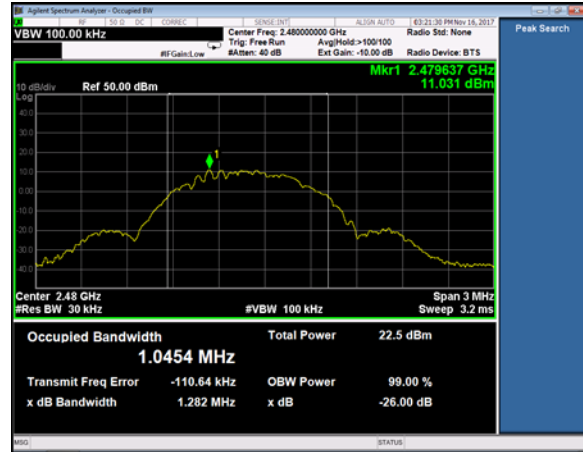 Agilent Spectrum Analyzer - Occupied BW
RF 50 Ω DC CORREC SENSE:INT ALIGN AUTO 03:21:30 PM Nov 16, 2017
VBW 100.00 kHz Center Freq: 2.480000000 GHz Radio Std: None Peak Search
Trig: Free Run Avg|Hold:>100/100
#IFGain:Low #Atten: 40 dB Ext Gain: -10.00 dB Radio Device: BTS
Mkr1 2.479637 GHz
10 dB/div Ref 50.00 dBm 11.031 dBm
Log
40.0
30.0
20.0
1
10.0
0.00
-10.0
-20.0
-30.0
-40.0
Center 2.48 GHz Span 3 MHz
#Res BW 30 kHz #VBW 100 kHz Sweep 3.2 ms
Occupied Bandwidth Total Power 22.5 dBm
1.0454 MHz
Transmit Freq Error -110.64 kHz OBW Power 99.00 %
x dB Bandwidth 1.282 MHz x dB -26.00 dB
MSG STATUS